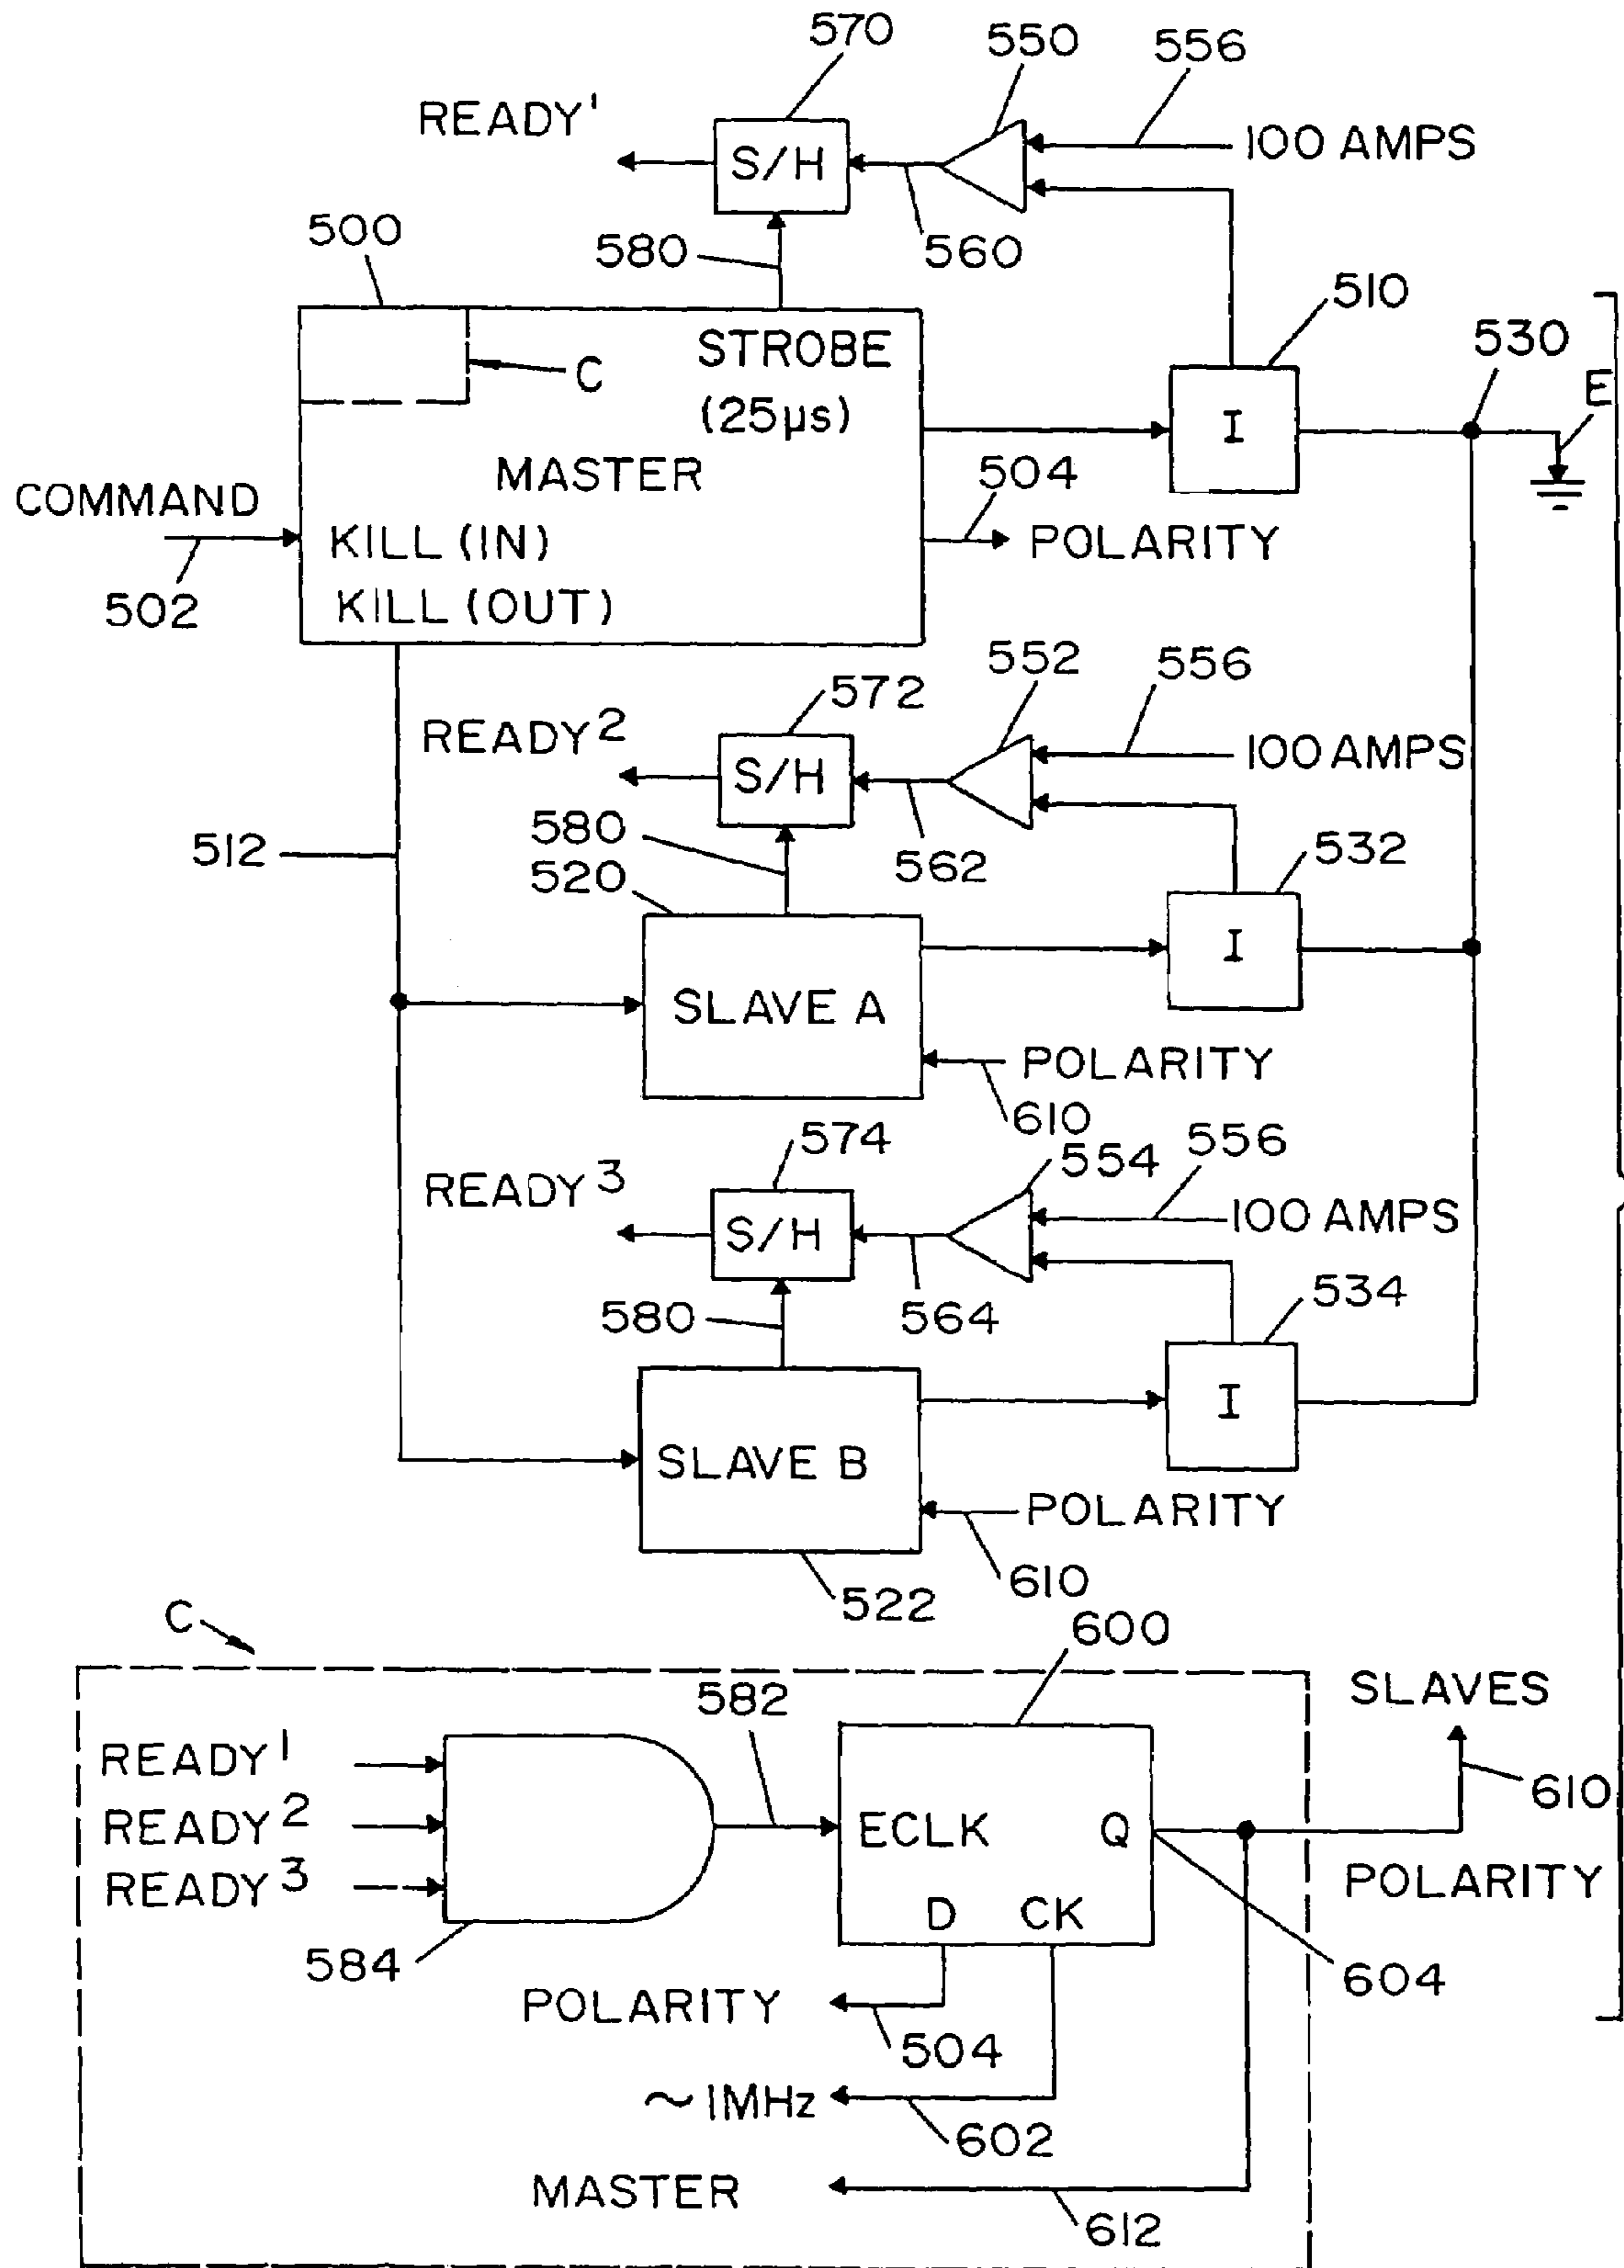 570
550
556
READY¹
S/H
100 AMPS
500
580
560
510
530
E
STROBE
(25µs)
C
I
MASTER
504
COMMAND
KILL (IN)
POLARITY
502
KILL (OUT)
552
556
572
READY²
S/H
100 AMPS
580
512
520
562
532
I
SLAVE A
POLARITY
610
574
554
556
READY³
S/H
100 AMPS
580
564
534
I
SLAVE B
POLARITY
610
522
C
600
582
SLAVES
READY¹
610
READY²
ECLK
Q
READY³
POLARITY
D
CK
584
604
POLARITY
504
~1MHz
602
MASTER
612